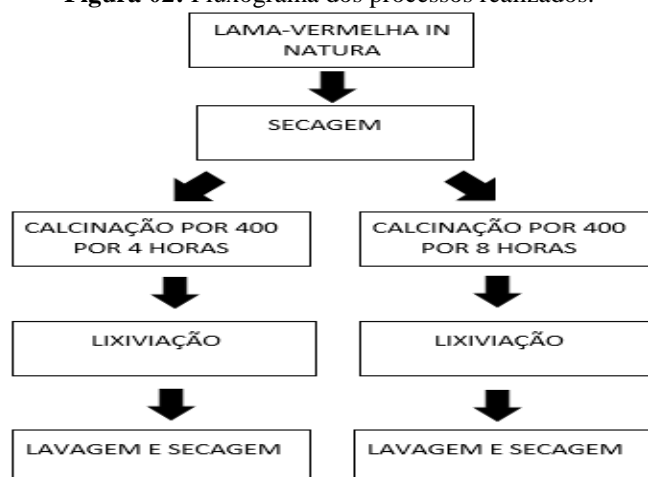 Figura 02: Fluxograma dos processos realizados.
LAMA-VERMELHA IN
NATURA
SECAGEM
CALCINAÇÃO POR 400
POR 4 HORAS
CALCINAÇÃO POR 400
POR 8 HORAS
LIXIVIAÇÃO
LIXIVIAÇÃO
LAVAGEM E SECAGEM
LAVAGEM E SECAGEM